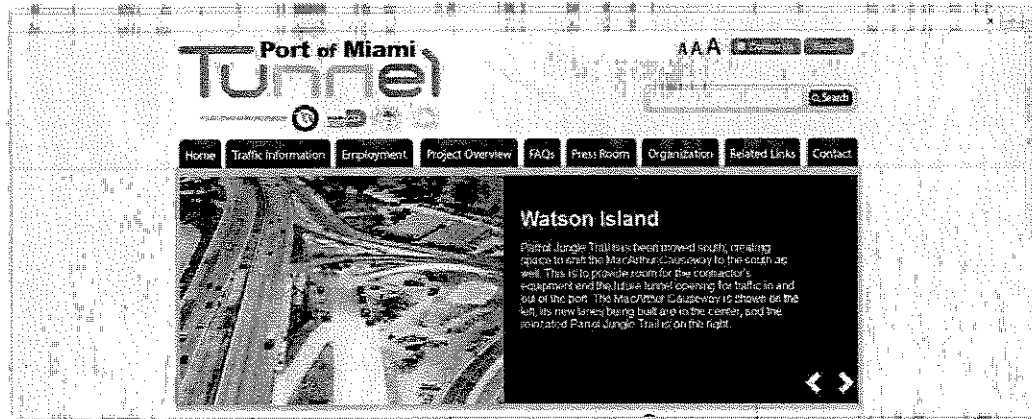 Port of Miami
Tunnel
A A A
Search
Home Traffic Information Employment Project Overview FAQs Press Room Organization Related Links Contact
Watson Island
Parrot Jungle Trail has been moved south, creating
space to shift the MacArthur Causeway to the south as
well. This is to provide room for the contractor's
equipment and the future tunnel opening for traffic in and
out of the port. The MacArthur Causeway is shown on the
left, its new lanes being built are in the center, and the
relocated Parrot Jungle Trail is on the right.